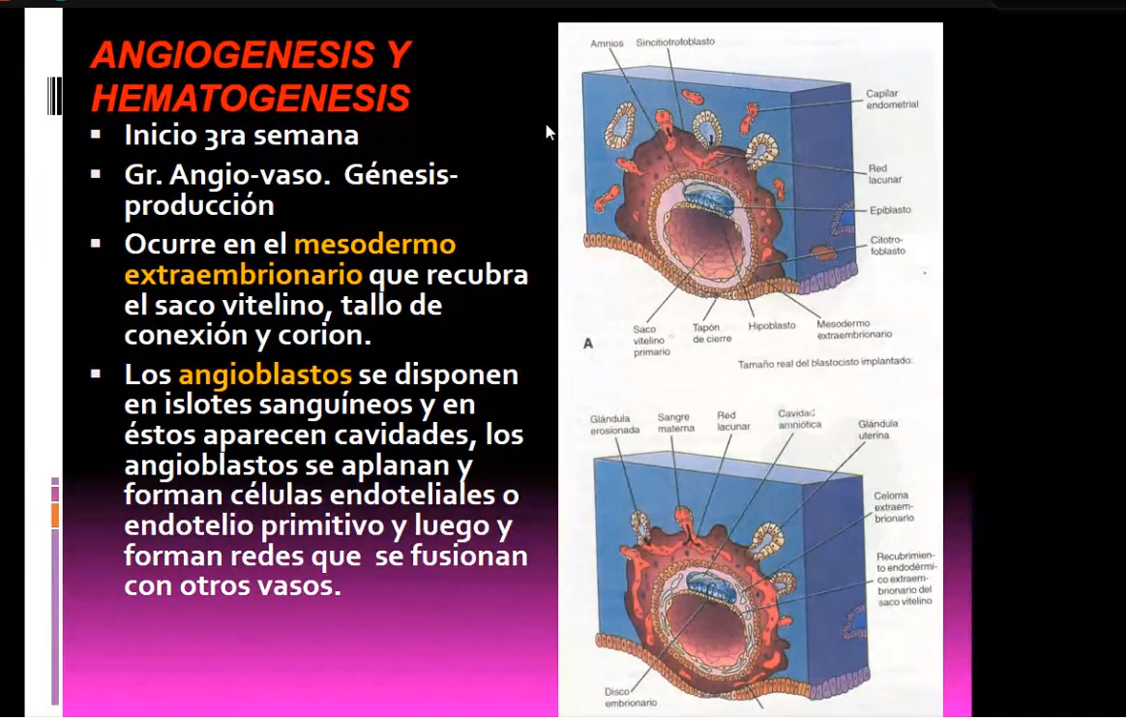 ANGIOGENESIS Y
HEMATOGENESIS
Inicio 3ra semana
Gr. Angio-vaso. Génesis-
producción
Ocurre en el mesodermo
extraembrionario que recubra
el saco vitelino, tallo de
conexión y corion.
Los angioblastos se disponen
en islotes sanguíneos y en
éstos aparecen cavidades, los
angioblastos se aplanan y
forman células endoteliales o
endotelio primitivo y luego y
forman redes que se fusionan
con otros vasos.
Amnios
Sincitiotrofoblasto
Capilar
endometrial
Red
lacunar
Epiblasto
Citotro-
foblasto
Saco
vitelino
primario
Tapón
de cierre
Hipoblasto
Mesodermo
extraembrionario
A
Tamaño real del blastocisto implantado:
Glándula
erosionada
Sangre
materna
Red
lacunar
Cavidad
amniótica
Glándula
uterina
Celoma
extraem-
brionario
Recubrimien-
to endodérmi-
co extraem-
brionario del
saco vitelino
Disco
embrionario